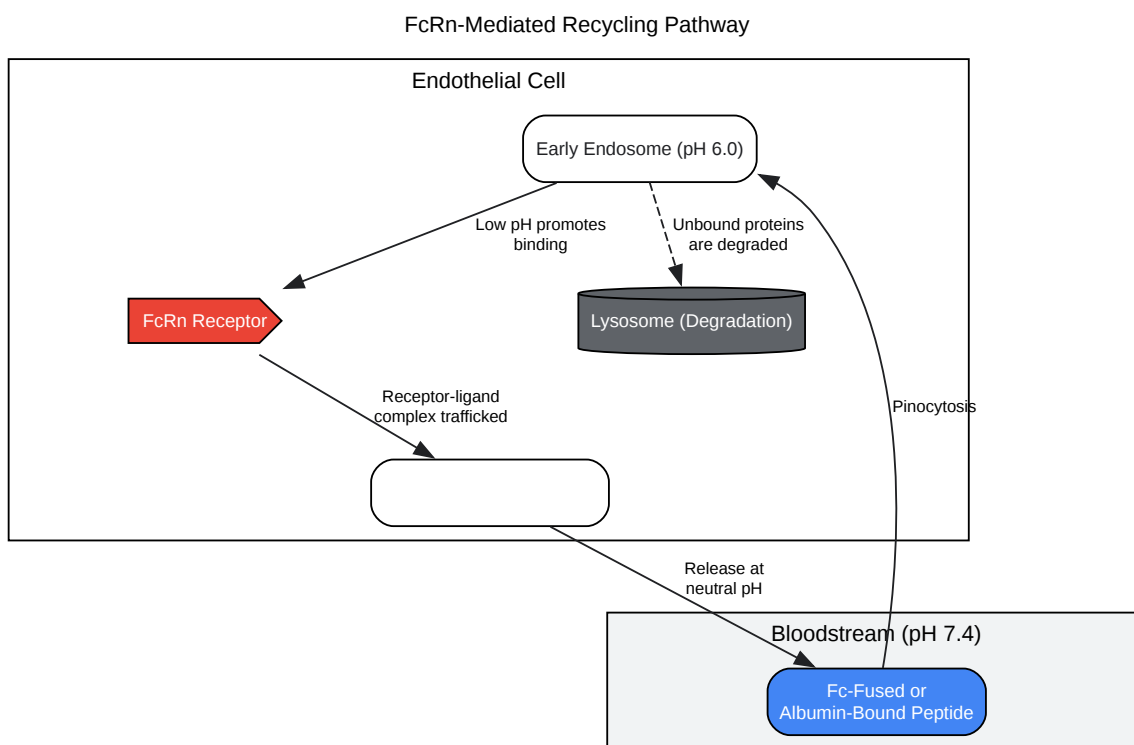 FcRn-Mediated Recycling Pathway
Endothelial Cell
Early Endosome (pH 6.0)
Low pH promotes
binding
Unbound proteins
are degraded
FcRn Receptor
Lysosome (Degradation)
Receptor-ligand
complex trafficked
Pinocytosis
Release at
neutral pH
Bloodstream (pH 7.4)
Fc-Fused or
Albumin-Bound Peptide